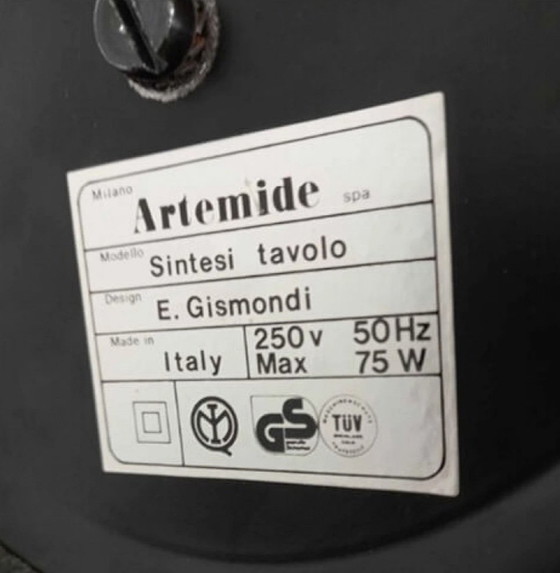 Milano Artemide spa
Modello Sintesi tavolo
Design E. Gismondi
Made in Italy 250v 50Hz
Max 75 W
GS
TÜV